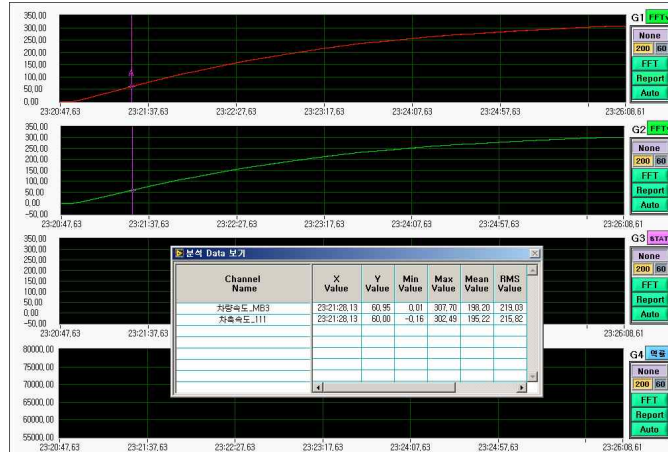 G1 FFT
350,00
300,00
250,00
200,00
150,00
100,00
50,00
0,00
A
None
200 60
FFT
Report
Auto
23:20:47,63 23:21:37,63 23:22:27,63 23:23:17,63 23:24:07,63 23:24:57,63 23:26:08,61
G2 FFT
350,00
300,00
250,00
200,00
150,00
100,00
50,00
0,00
-50,00
None
200 60
FFT
Report
Auto
23:20:47,63 23:21:37,63 23:22:27,63 23:23:17,63 23:24:07,63 23:24:57,63 23:26:08,61
G3 STAT
350,00
300,00
250,00
200,00
150,00
100,00
50,00
0,00
-50,00
None
200 60
FFT
Report
Auto
분석 Data 보기
Channel Name X Value Y Value Min Value Max Value Mean Value RMS Value
차량속도_MB3 23:21:28,13 60,95 0,01 307,70 198,20 219,03
차축속도_111 23:21:28,13 60,00 -0,16 302,49 195,22 215,82
23:20:47,63 23:26:08,61
G4
80000,00
75000,00
70000,00
65000,00
60000,00
55000,00
None
200 60
FFT
Report
Auto
23:20:47,63 23:21:37,63 23:22:27,63 23:23:17,63 23:24:07,63 23:24:57,63 23:26:08,61